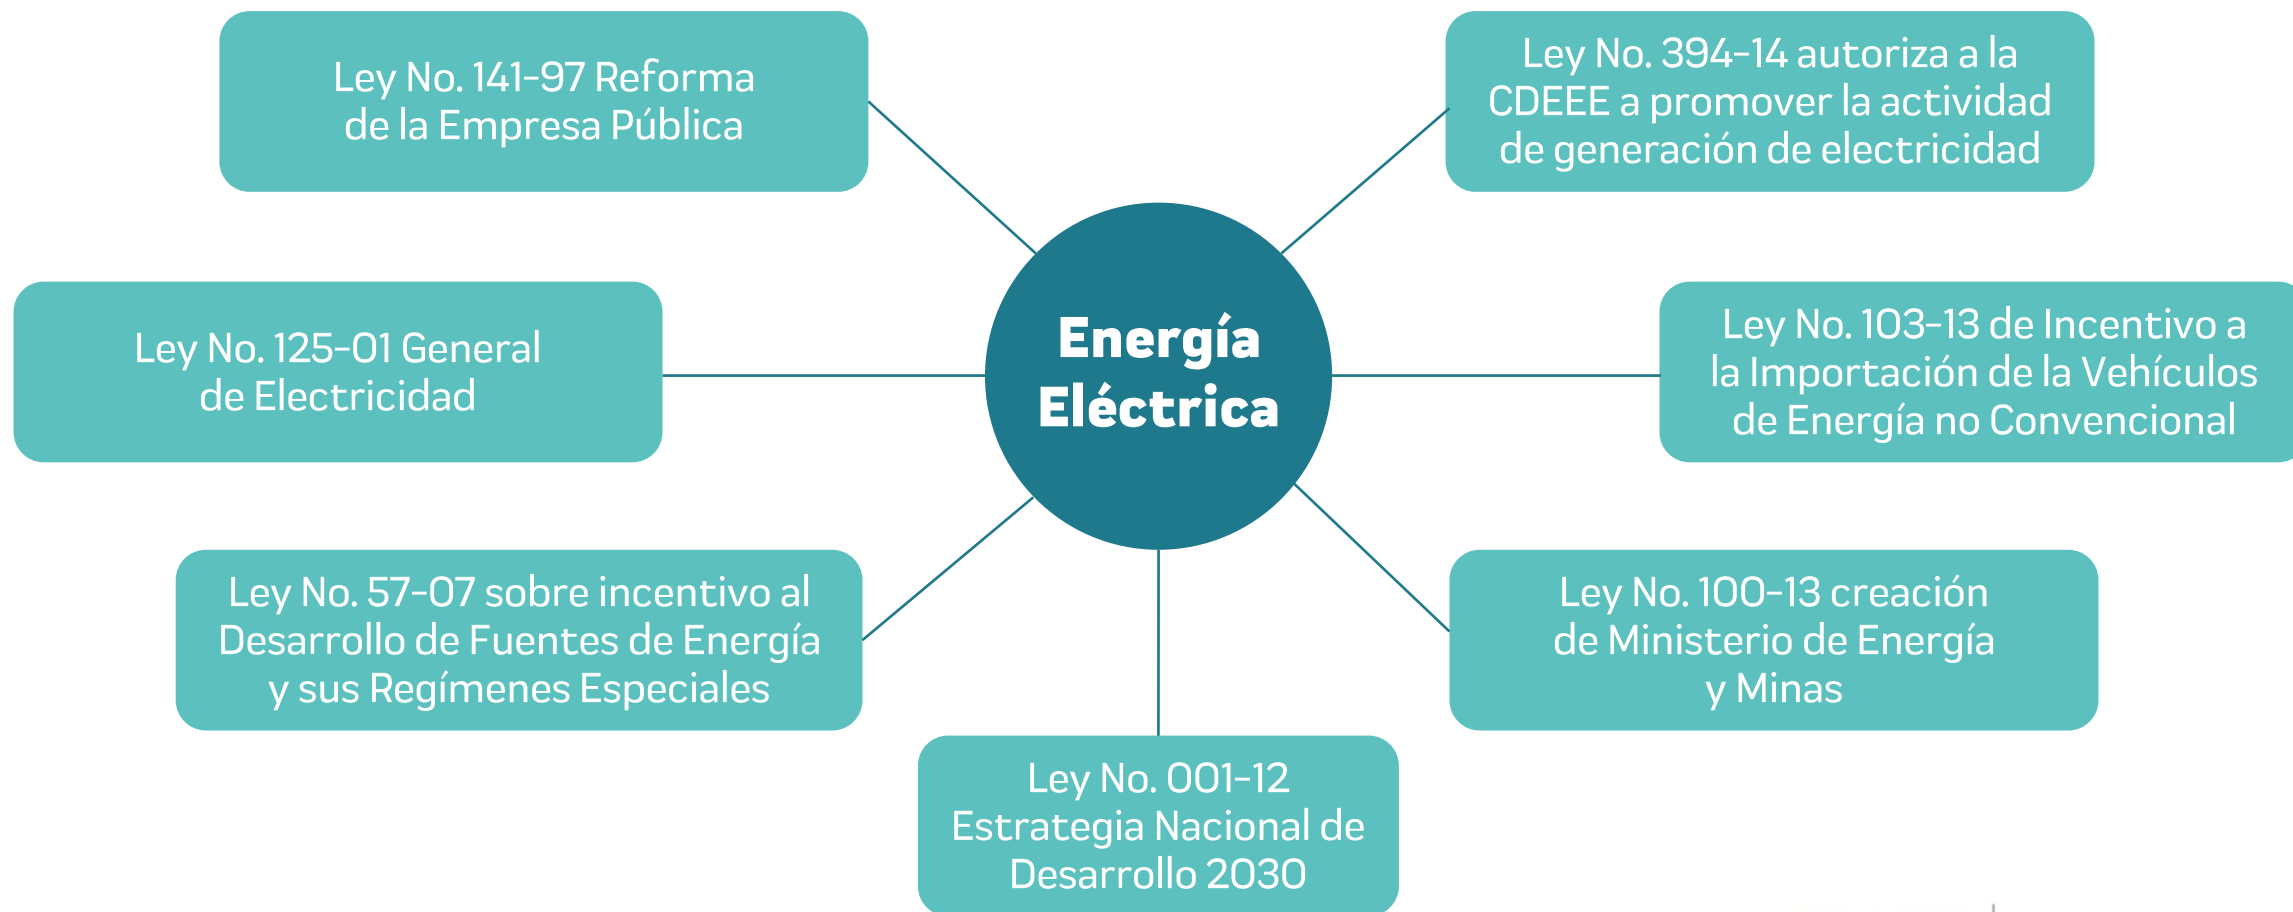 Ley No. 141-97 Reforma
de la Empresa Pública
Ley No. 394-14 autoriza a la
CDEEE a promover la actividad
de generación de electricidad
Ley No. 125-01 General
de Electricidad
Energía
Eléctrica
Ley No. 103-13 de Incentivo a
la Importación de la Vehículos
de Energía no Convencional
Ley No. 57-07 sobre incentivo al
Desarrollo de Fuentes de Energía
y sus Regímenes Especiales
Ley No. 100-13 creación
de Ministerio de Energía
y Minas
Ley No. 001-12
Estrategia Nacional de
Desarrollo 2030